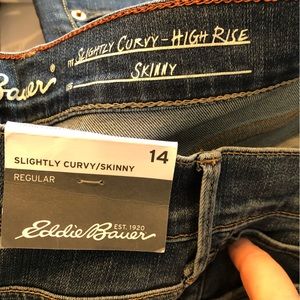 SLIGHTLY CURVY - HIGH RISE
SKINNY
Bauer
SLIGHTLY CURVY/SKINNY
14
REGULAR
EST. 1920
Eddie Bauer